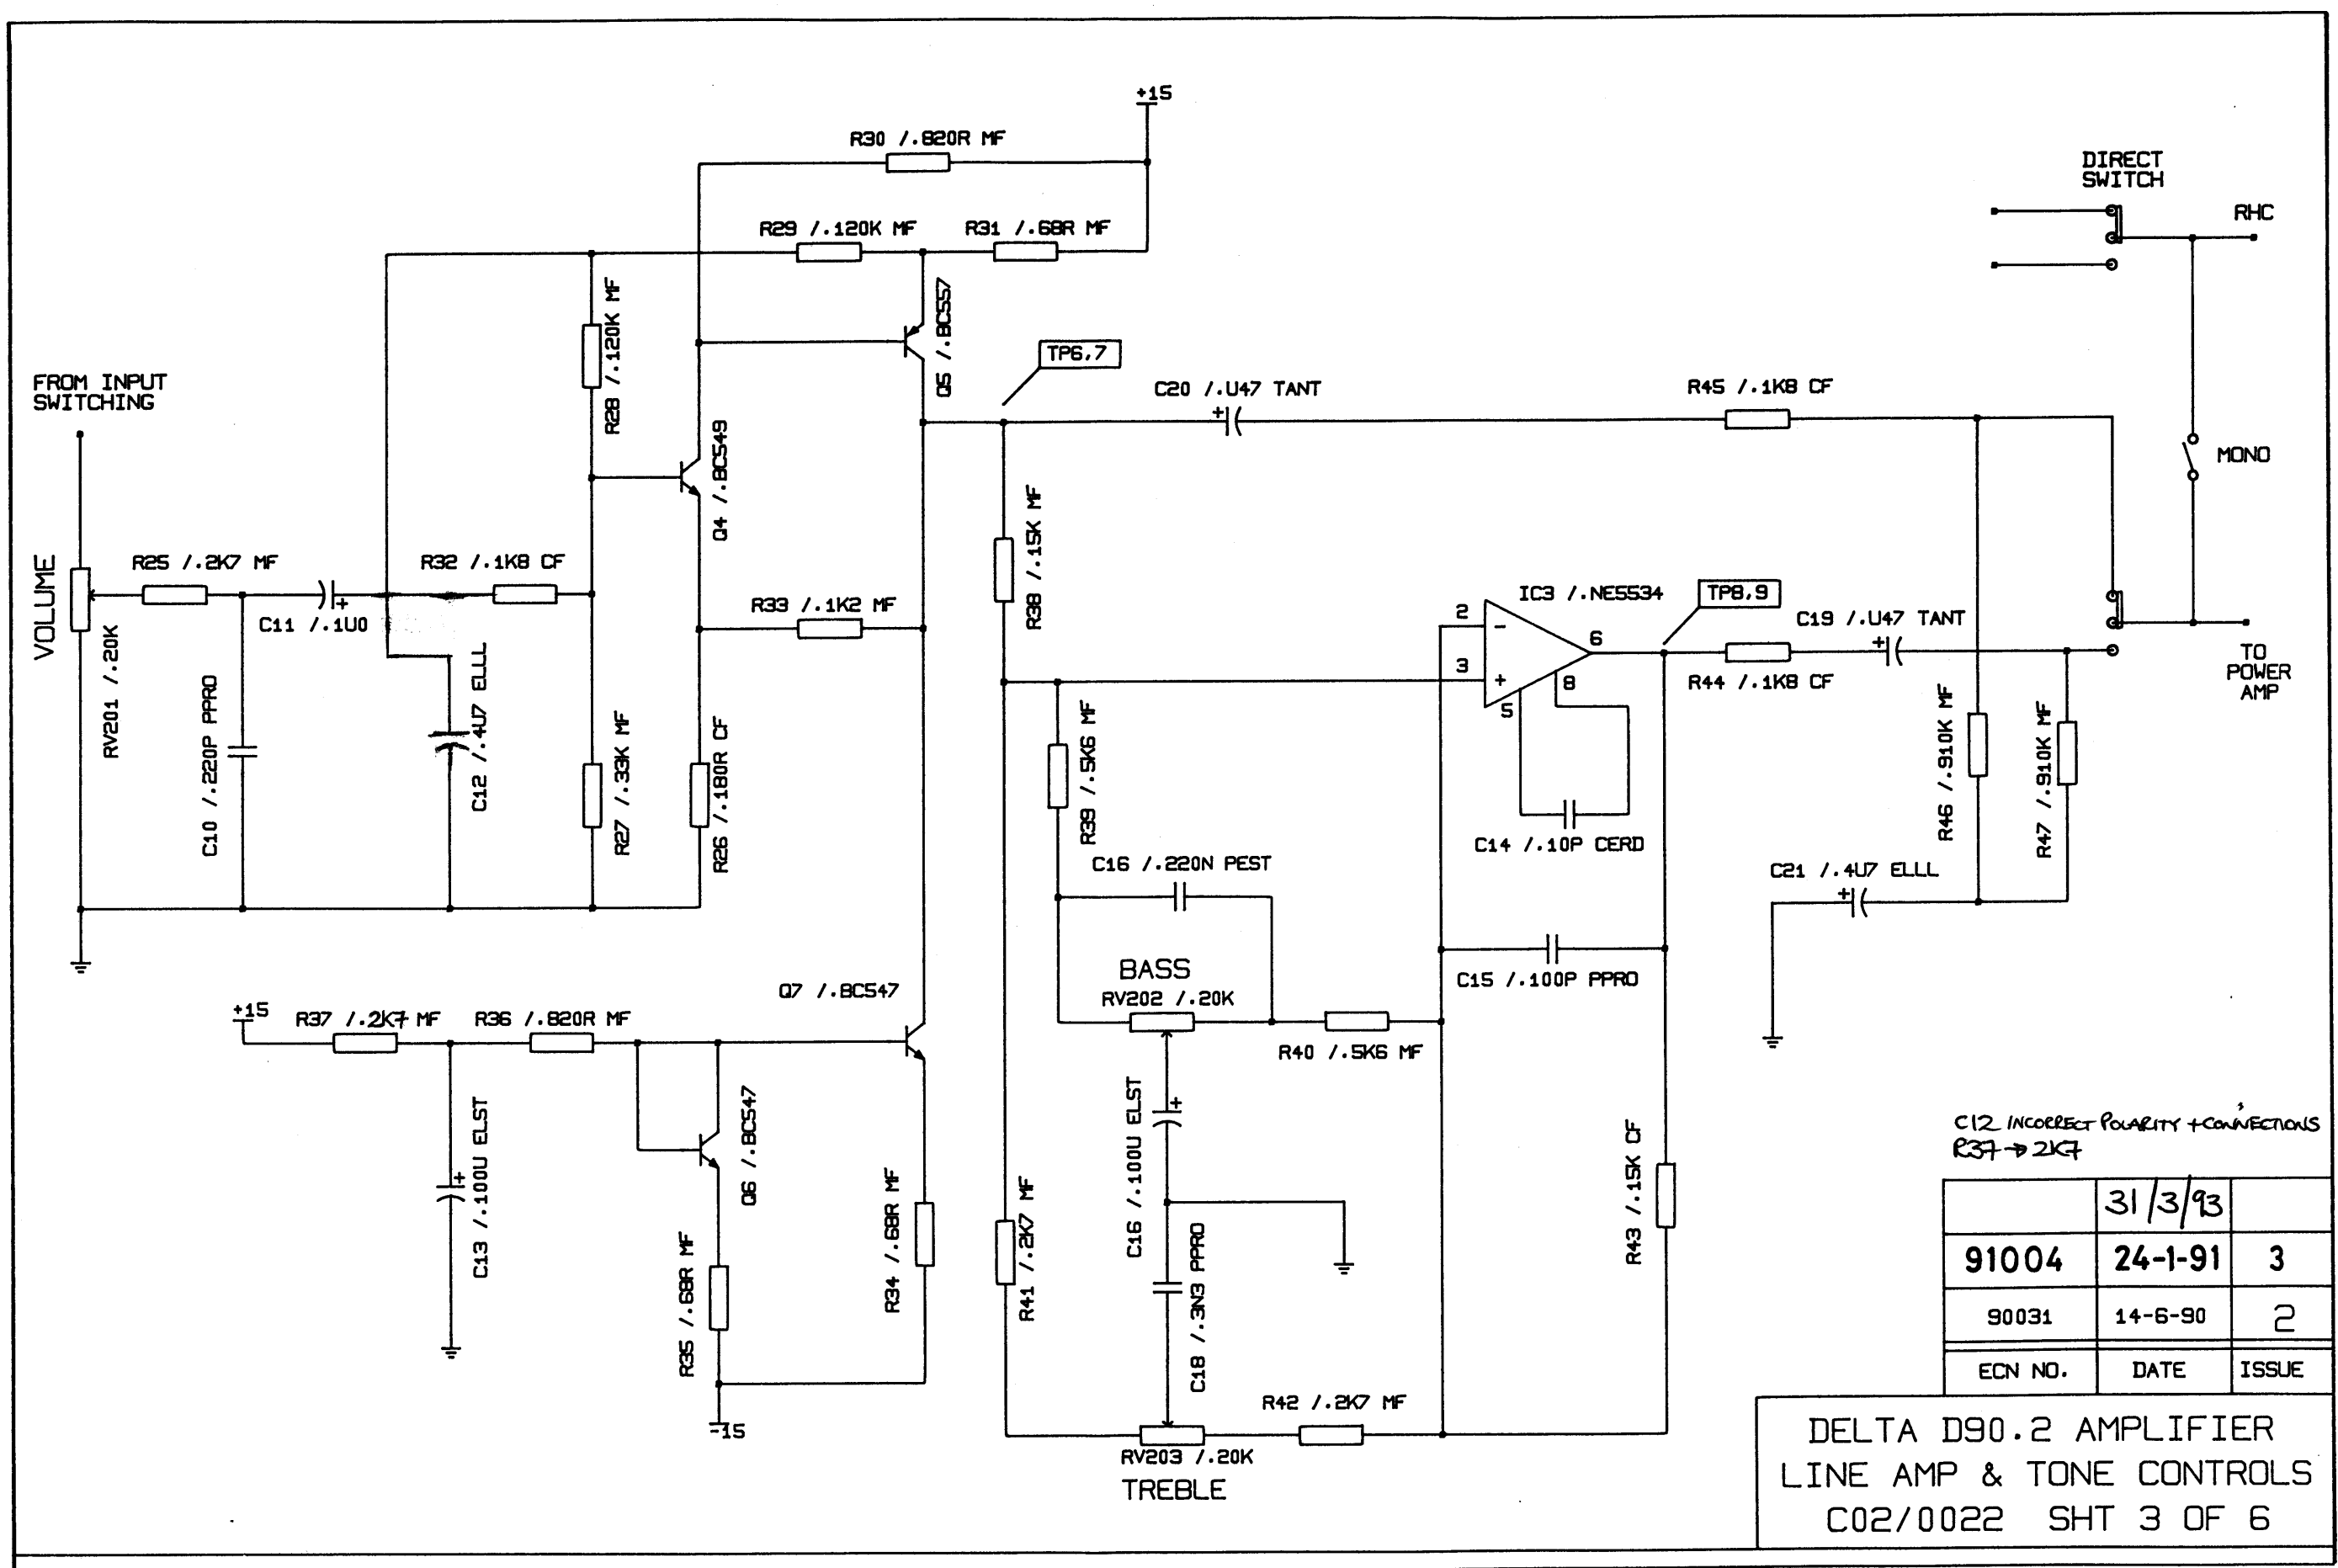 +15
R30 /.820R MF
DIRECT
SWITCH
RHC
R29 /.120K MF
R31 /.68R MF
R28 /.120K MF
Q5 /.BC557
TP6,7
FROM INPUT
SWITCHING
C20 /.U47 TANT
R45 /.1K8 CF
MONO
Q4 /.BC549
R38 /.15K MF
VOLUME
RV201 /.20K
R25 /.2K7 MF
C11 /.1U0
+
R32 /.1K8 CF
R33 /.1K2 MF
IC3 /.NE5534
2
-
3
+
6
8
5
TP8,9
C19 /.U47 TANT
+
+
R44 /.1K8 CF
TO
POWER
AMP
C10 /.220P PPRO
C12 /.4U7 ELLL
R27 /.33K MF
R26 /.180R CF
R39 /.5K6 MF
C14 /.10P CERD
R46 /.910K MF
R47 /.910K MF
C16 /.220N PEST
C21 /.4U7 ELLL
+
C15 /.100P PPRO
BASS
RV202 /.20K
R40 /.5K6 MF
Q7 /.BC547
+15
R37 /.2K7 MF
R36 /.820R MF
C13 /.100U ELST
+
Q6 /.BC547
R35 /.68R MF
R34 /.68R MF
-15
C16 /.100U ELST
+
C18 /.3N3 PPRO
R41 /.2K7 MF
R43 /.15K CF
R42 /.2K7 MF
RV203 /.20K
TREBLE
C12 INCORRECT POLARITY + CONNECTIONS
R37 → 2K7
31/3/93
91004 24-1-91 3
90031 14-6-90 2
ECN NO. DATE ISSUE
DELTA D90.2 AMPLIFIER
LINE AMP & TONE CONTROLS
C02/0022 SHT 3 OF 6